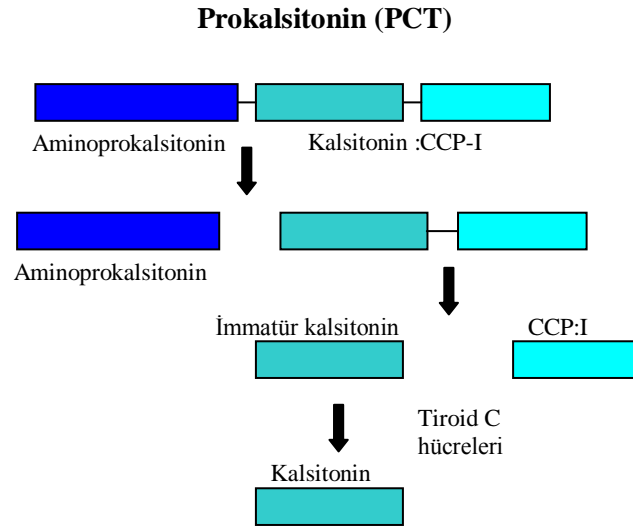 Prokalsitonin (PCT)
Aminoprokalsitonin
Kalsitonin :CCP-I
Aminoprokalsitonin
İmmatür kalsitonin
CCP:I
Tiroid C
hücreleri
Kalsitonin